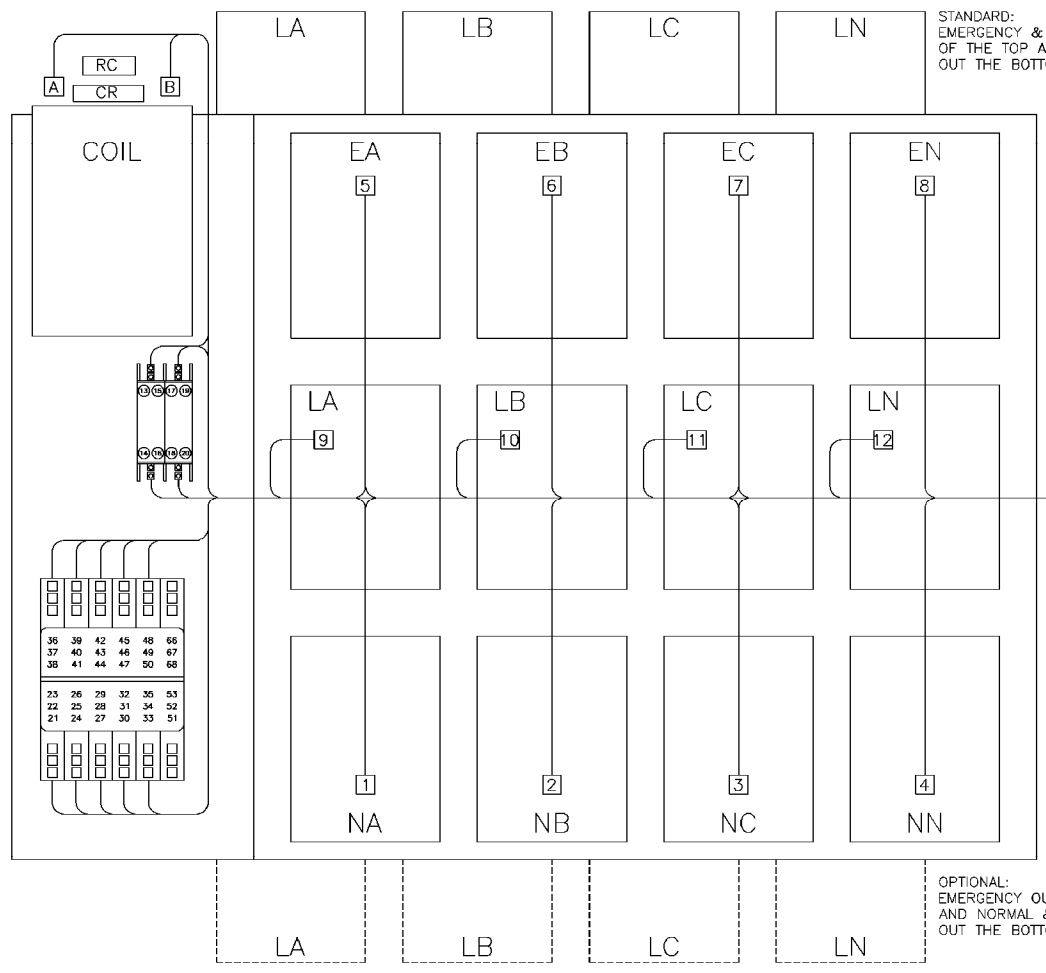 LA LB LC LN
STANDARD:
EMERGENCY &
OF THE TOP
OUT THE
RC
CR
A B
COIL
EA EB EC EN
5 6 7 8
13 15 17 19
14 16 18 20
LA LB LC LN
9 10 11 12
36 39 42 45 48 66
37 40 43 46 49 67
38 41 44 47 50 68
23 26 29 32 35 53
22 25 28 31 34 52
21 24 27 30 33 51
1 2 3 4
NA NB NC NN
OPTIONAL:
EMERGENCY
AND NORMAL
OUT THE
LA LB LC LN